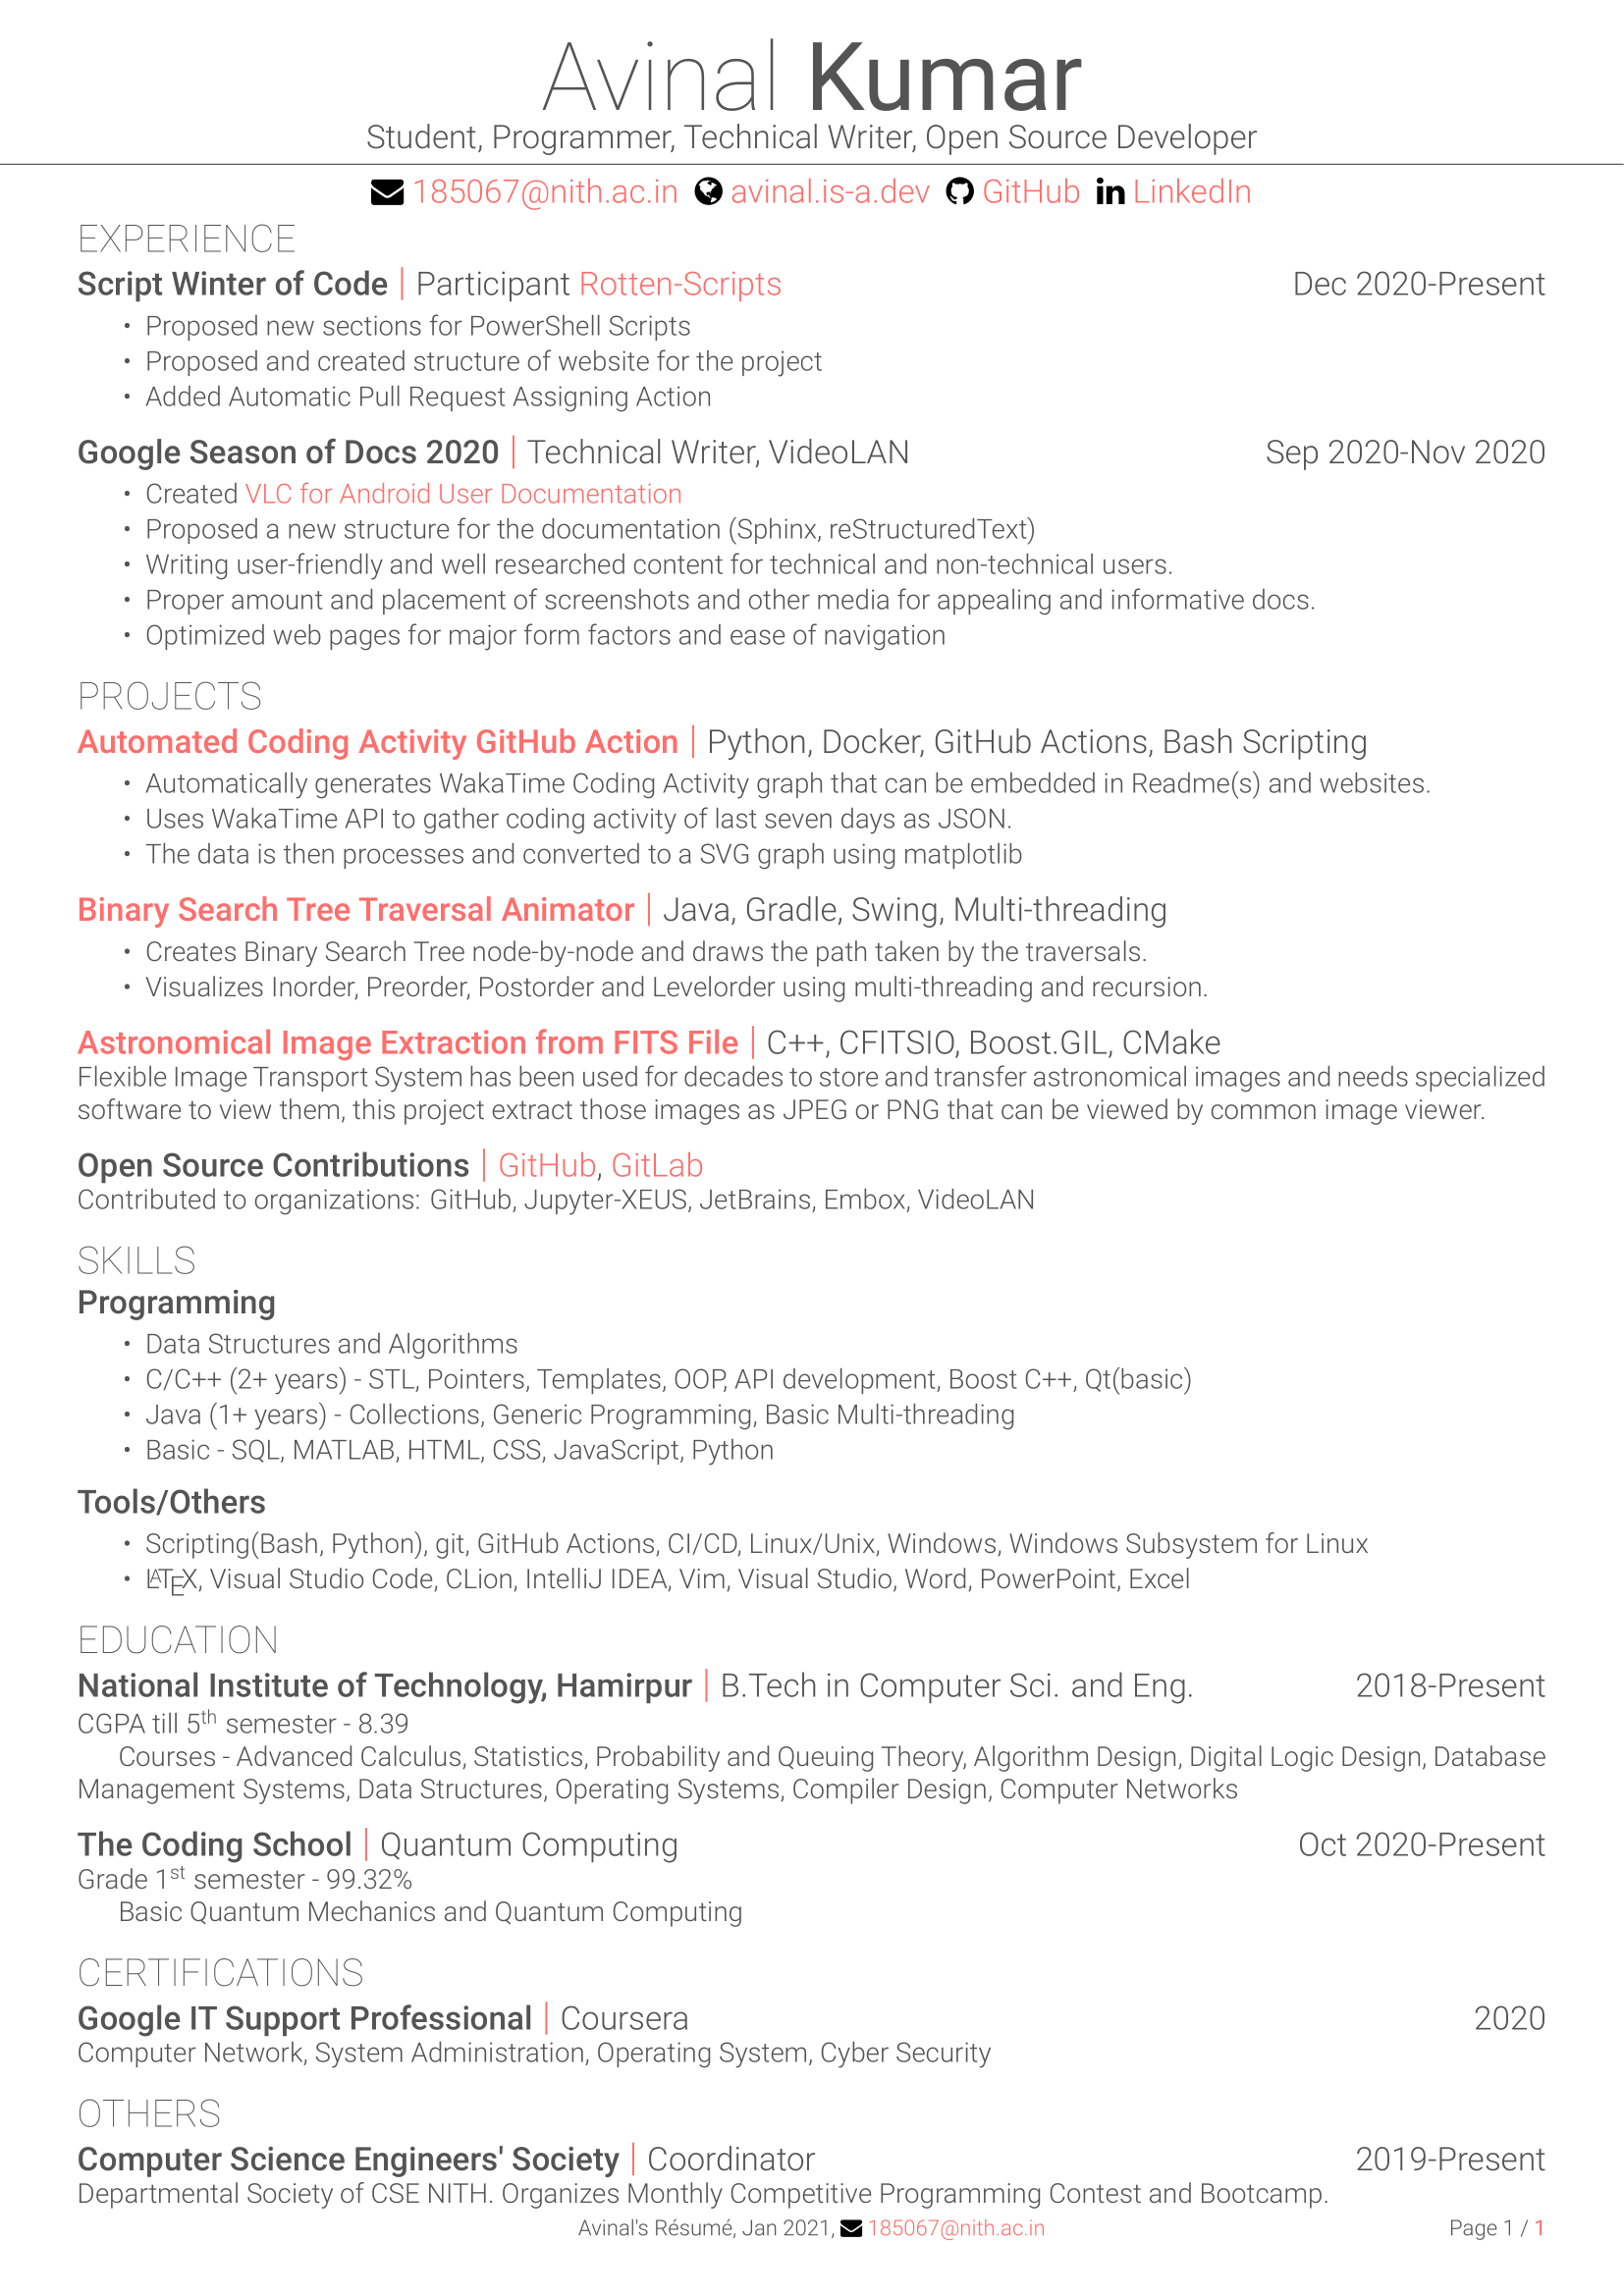 Avinal Kumar
Student, Programmer, Technical Writer, Open Source Developer
185067@nith.ac.in avinal.is-a.dev GitHub LinkedIn
EXPERIENCE
Script Winter of Code | Participant Rotten-Scripts Dec 2020-Present
• Proposed new sections for PowerShell Scripts
• Proposed and created structure of website for the project
• Added Automatic Pull Request Assigning Action
Google Season of Docs 2020 | Technical Writer, VideoLAN Sep 2020-Nov 2020
• Created VLC for Android User Documentation
• Proposed a new structure for the documentation (Sphinx, reStructuredText)
• Writing user-friendly and well researched content for technical and non-technical users.
• Proper amount and placement of screenshots and other media for appealing and informative docs.
• Optimized web pages for major form factors and ease of navigation
PROJECTS
Automated Coding Activity GitHub Action | Python, Docker, GitHub Actions, Bash Scripting
• Automatically generates WakaTime Coding Activity graph that can be embedded in Readme(s) and websites.
• Uses WakaTime API to gather coding activity of last seven days as JSON.
• The data is then processes and converted to a SVG graph using matplotlib
Binary Search Tree Traversal Animator | Java, Gradle, Swing, Multi-threading
• Creates Binary Search Tree node-by-node and draws the path taken by the traversals.
• Visualizes Inorder, Preorder, Postorder and Levelorder using multi-threading and recursion.
Astronomical Image Extraction from FITS File | C++, CFITSIO, Boost.GIL, CMake
Flexible Image Transport System has been used for decades to store and transfer astronomical images and needs specialized
software to view them, this project extract those images as JPEG or PNG that can be viewed by common image viewer.
Open Source Contributions | GitHub, GitLab
Contributed to organizations: GitHub, Jupyter-XEUS, JetBrains, Embox, VideoLAN
SKILLS
Programming
• Data Structures and Algorithms
• C/C++ (2+ years) - STL, Pointers, Templates, OOP, API development, Boost C++, Qt(basic)
• Java (1+ years) - Collections, Generic Programming, Basic Multi-threading
• Basic - SQL, MATLAB, HTML, CSS, JavaScript, Python
Tools/Others
• Scripting(Bash, Python), git, GitHub Actions, CI/CD, Linux/Unix, Windows, Windows Subsystem for Linux
• LATEX, Visual Studio Code, CLion, IntelliJ IDEA, Vim, Visual Studio, Word, PowerPoint, Excel
EDUCATION
National Institute of Technology, Hamirpur | B.Tech in Computer Sci. and Eng. 2018-Present
CGPA till 5th semester - 8.39
Courses - Advanced Calculus, Statistics, Probability and Queuing Theory, Algorithm Design, Digital Logic Design, Database
Management Systems, Data Structures, Operating Systems, Compiler Design, Computer Networks
The Coding School | Quantum Computing Oct 2020-Present
Grade 1st semester - 99.32%
Basic Quantum Mechanics and Quantum Computing
CERTIFICATIONS
Google IT Support Professional | Coursera 2020
Computer Network, System Administration, Operating System, Cyber Security
OTHERS
Computer Science Engineers' Society | Coordinator 2019-Present
Departmental Society of CSE NITH. Organizes Monthly Competitive Programming Contest and Bootcamp.
Avinal's Résumé, Jan 2021, 185067@nith.ac.in Page 1 / 1